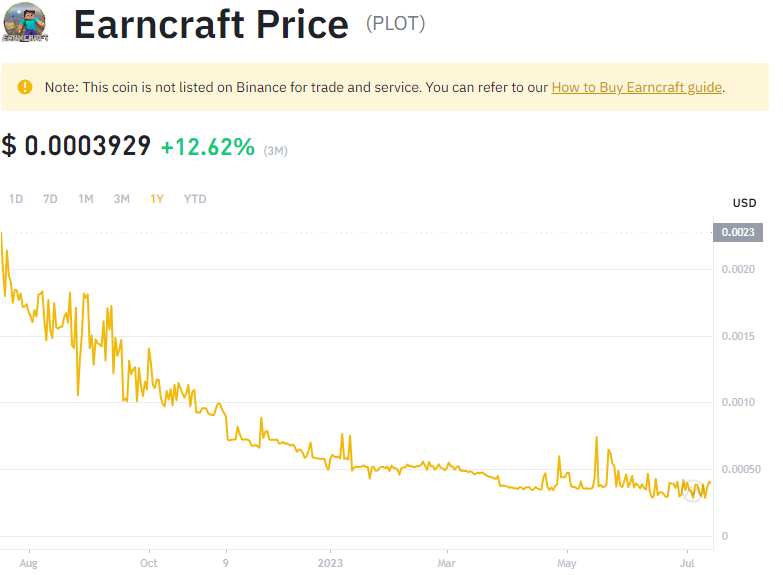 Earncraft Price (PLOT)
Note: This coin is not listed on Binance for trade and service. You can refer to our How to Buy Earncraft guide.
$ 0.0003929 +12.62% (3M)
1D 7D 1M 3M 1Y YTD
USD
0.0023
0.0020
0.0015
0.0010
0.00050
0
Aug Oct 9 2023 Mar May Jul